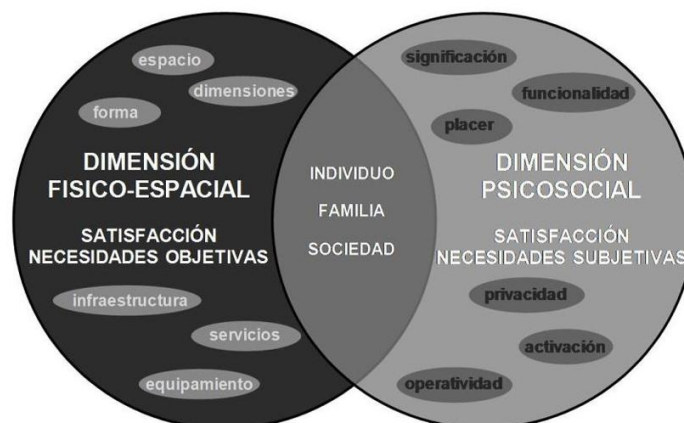 espacio
dimensiones
forma
DIMENSIÓN
FISICO-ESPACIAL
SATISFACCIÓN
NECESIDADES OBJETIVAS
infraestructura
servicios
equipamiento
INDIVIDUO
FAMILIA
SOCIEDAD
significación
funcionalidad
placer
DIMENSIÓN
PSICOSOCIAL
SATISFACCIÓN
NECESIDADES SUBJETIVAS
privacidad
activación
operatividad